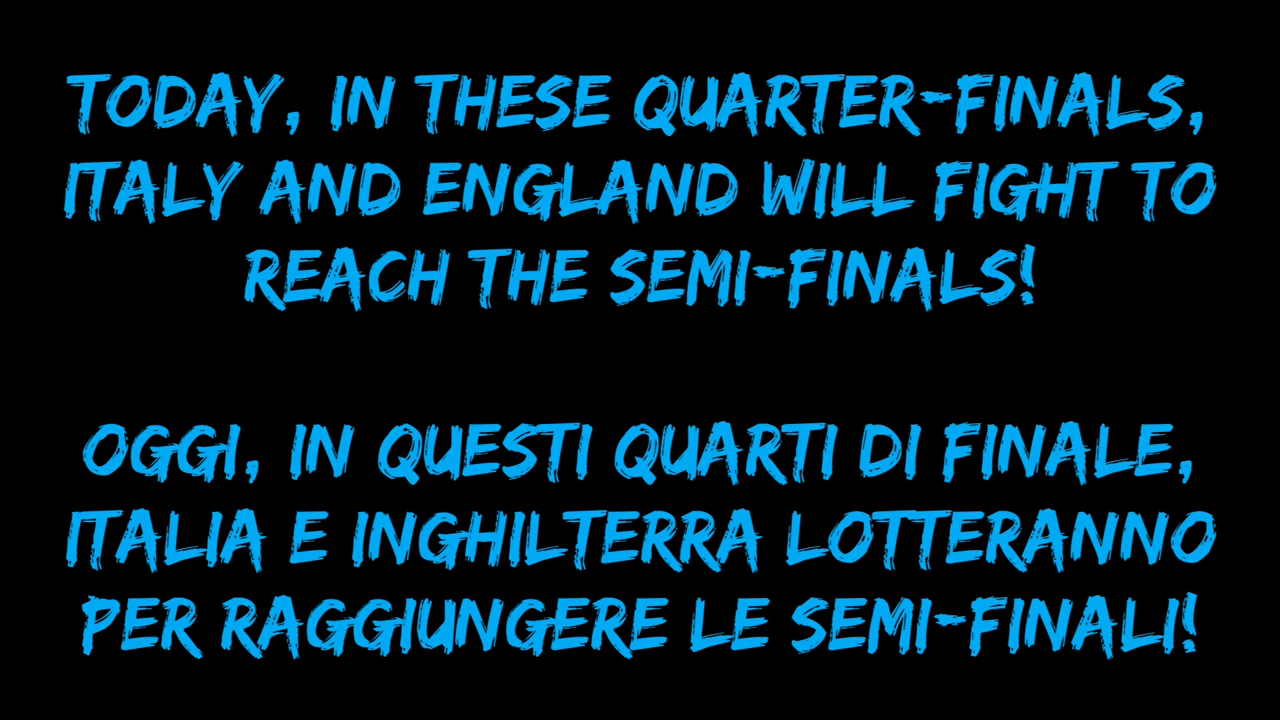 TODAY, IN THESE QUARTER-FINALS,
ITALY AND ENGLAND WILL FIGHT TO
REACH THE SEMI-FINALS!
OGGI, IN QUESTI QUARTI DI FINALE,
ITALIA E INGHILTERRA LOTTERANNO
PER RAGGIUNGERE LE SEMI-FINALI!